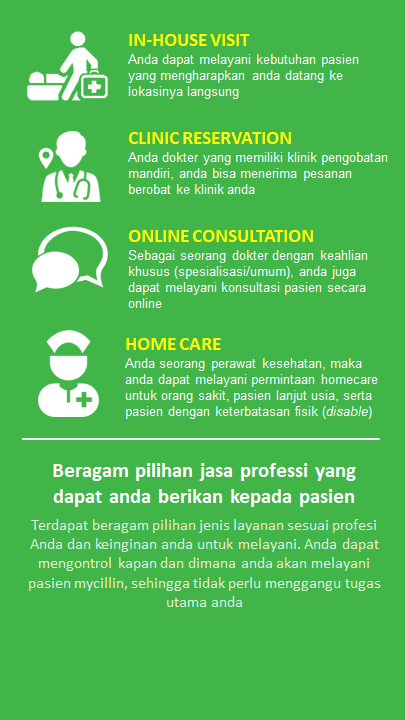 IN-HOUSE VISIT
Anda dapat melayani kebutuhan pasien
yang mengharapkan anda datang ke
lokasinya langsung
CLINIC RESERVATION
Anda dokter yang memiliki klinik pengobatan
mandiri, anda bisa menerima pesanan
berobat ke klinik anda
ONLINE CONSULTATION
Sebagai seorang dokter dengan keahlian
khusus (spesialisasi/umum), anda juga
dapat melayani konsultasi pasien secara
online
HOME CARE
Anda seorang perawat kesehatan, maka
anda dapat melayani permintaan homecare
untuk orang sakit, pasien lanjut usia, serta
pasien dengan keterbatasan fisik (disable)
Beragam pilihan jasa professi yang
dapat anda berikan kepada pasien
Terdapat beragam pilihan jenis layanan sesuai profesi
Anda dan keinginan anda untuk melayani. Anda dapat
mengontrol kapan dan dimana anda akan melayani
pasien mycillin, sehingga tidak perlu menggangu tugas
utama anda